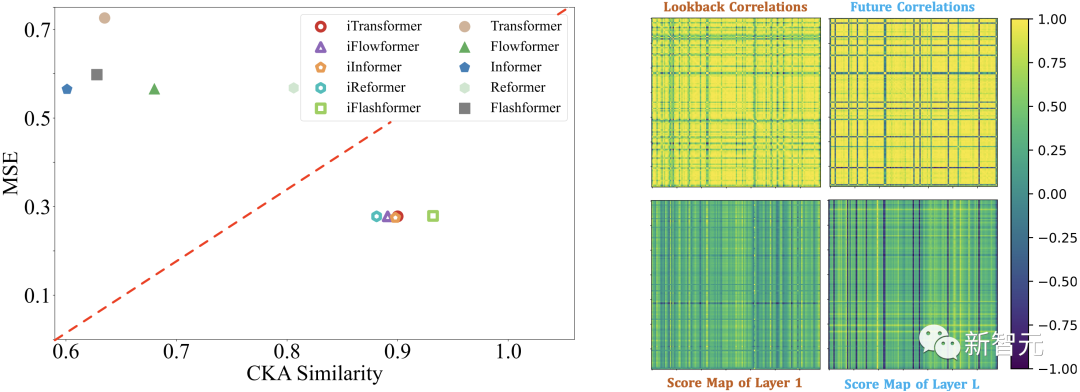 MSE
0.7
0.5
0.3
0.1
0.6
0.7
0.8
0.9
1.0
CKA Similarity
iTransformer
Transformer
iFlowformer
Flowformer
iInformer
Informer
iReformer
Reformer
iFlashformer
Flashformer
Lookback Correlations
Future Correlations
Score Map of Layer 1
Score Map of Layer L
1.00
0.75
0.50
0.25
0.00
−0.25
−0.50
−0.75
−1.00
新智元